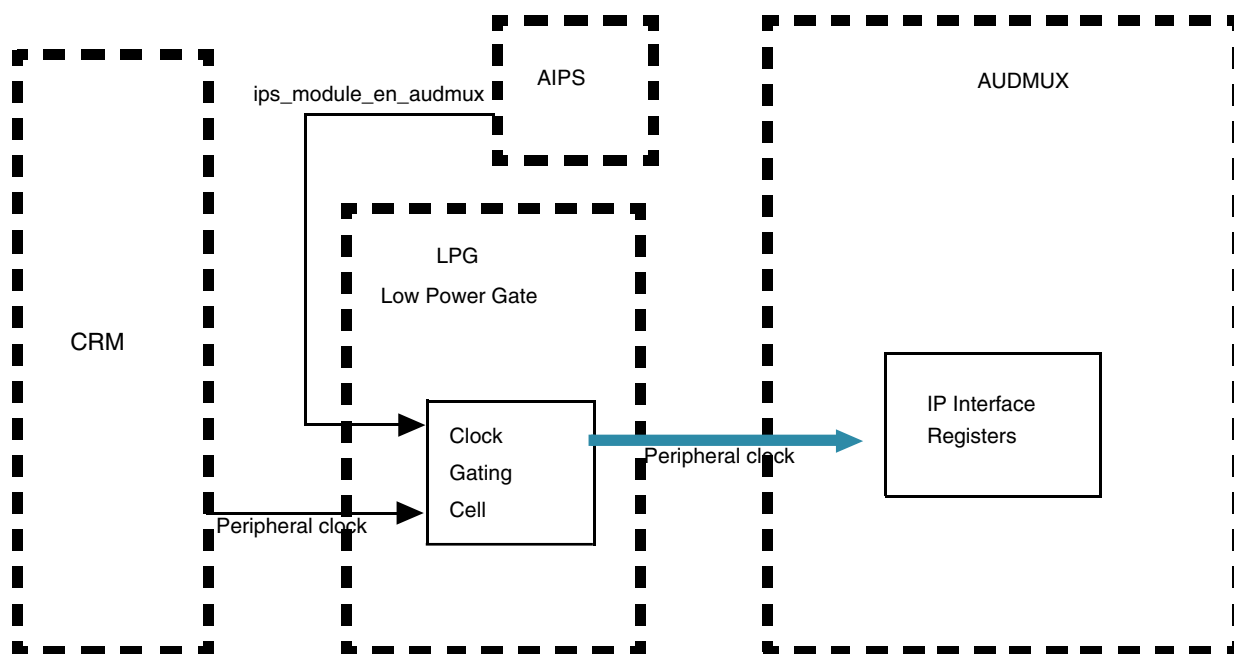 AIPS
AUDMUX
ips_module_en_audmux
LPG
Low Power Gate
CRM
IP Interface
Registers
Clock
Gating
Cell
Peripheral clock
Peripheral clock